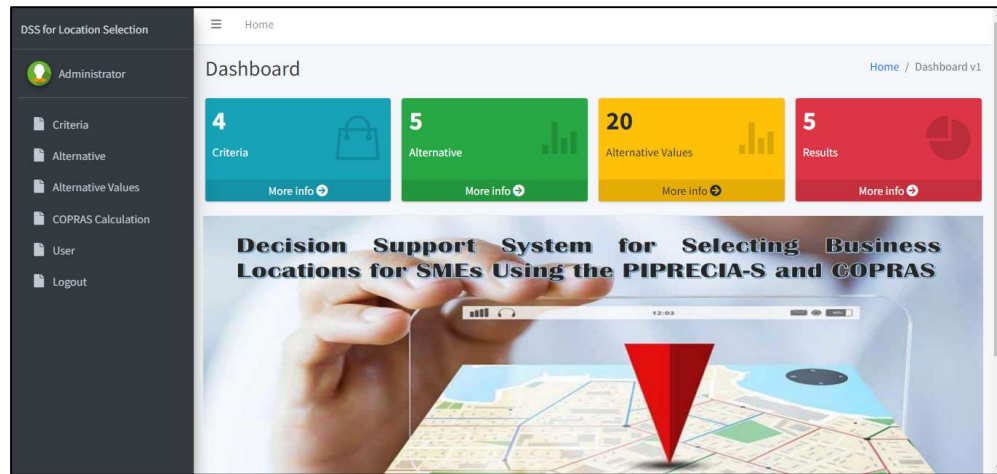 DSS for Location Selection
Administrator
Criteria
Alternative
Alternative Values
COPRAS Calculation
User
Logout
Home
Dashboard
Home / Dashboard v1
4
Criteria
More info
5
Alternative
More info
20
Alternative Values
More info
5
Results
More info
Decision Support System for Selecting Business
Locations for SMEs Using the PIPRECIA-S and COPRAS
12:03